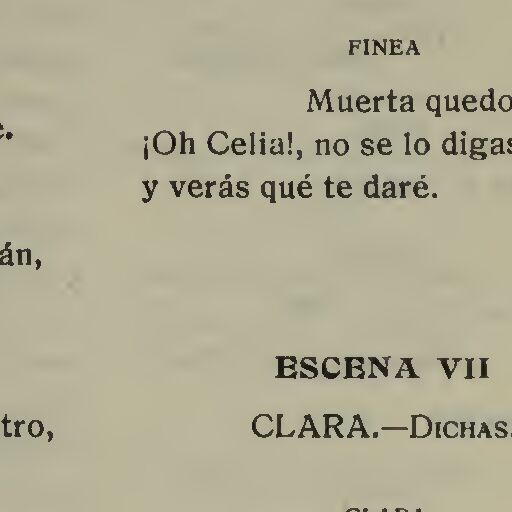 án,
tro,
FINEA
Muerta quedo
¡Oh Celia!, no se lo digas
y verás qué te daré.
ESCENA VII
CLARA.—DICHAS.